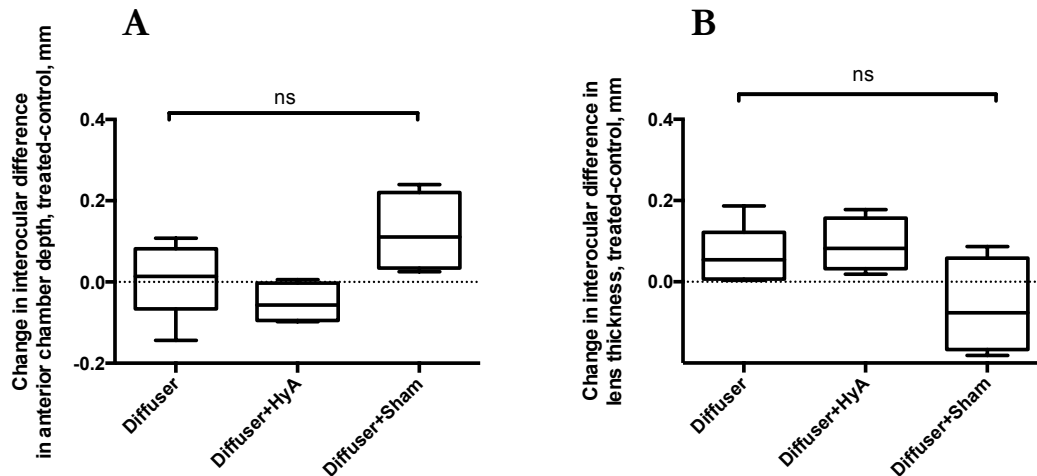 A
Change in interocular difference
in anterior chamber depth, treated-control, mm
ns
0.4
0.2
0.0
-0.2
Diffuser
Diffuser+HyA
Diffuser+Sham
B
Change in interocular difference in
lens thickness, treated-control, mm
ns
0.4
0.2
0.0
Diffuser
Diffuser+HyA
Diffuser+Sham